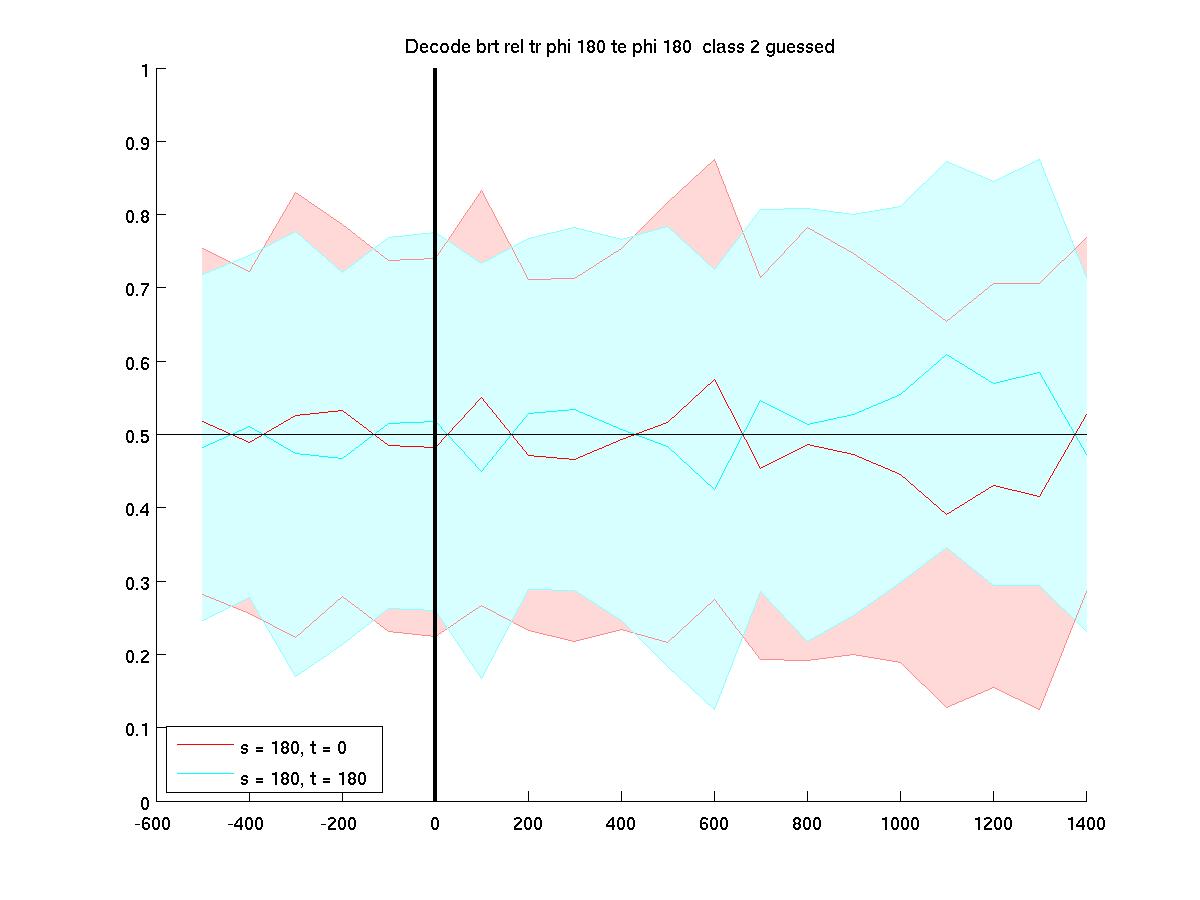 Decode brt rel tr phi 180 te phi 180  class 2 guessed
1
0.9
0.8
0.7
0.6
0.5
0.4
0.3
0.2
0.1
0
s = 180, t = 0
s = 180, t = 180
-600 -400 -200 0 200 400 600 800 1000 1200 1400